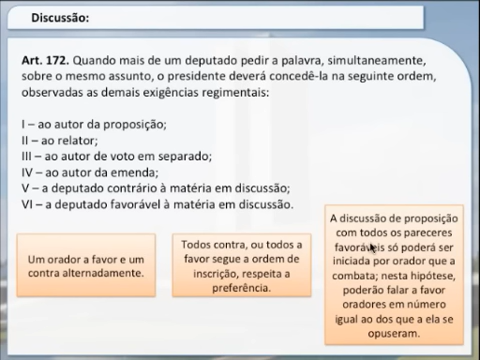 Discussão:
Art. 172. Quando mais de um deputado pedir a palavra, simultaneamente,
sobre o mesmo assunto, o presidente deverá concedê-la na seguinte ordem,
observadas as demais exigências regimentais:
I – ao autor da proposição;
II – ao relator;
III – ao autor de voto em separado;
IV – ao autor da emenda;
V – a deputado contrário à matéria em discussão;
VI – a deputado favorável à matéria em discussão.
Um orador a favor e um
contra alternadamente.
Todos contra, ou todos a
favor segue a ordem de
inscrição, respeita a
preferência.
A discussão de proposição
com todos os pareceres
favoráveis só poderá ser
iniciada por orador que a
combata; nesta hipótese,
poderão falar a favor
oradores em número
igual ao dos que a ela se
opuseram.